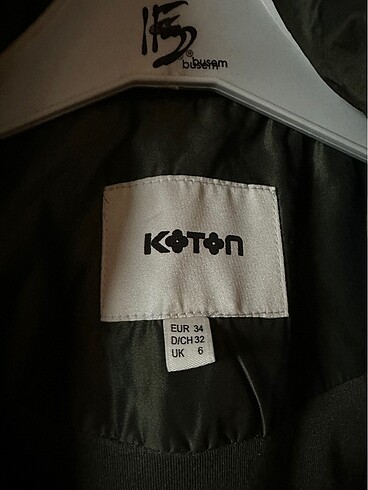 busem
busem
KOTON
EUR 34
D/CH 32
UK 6